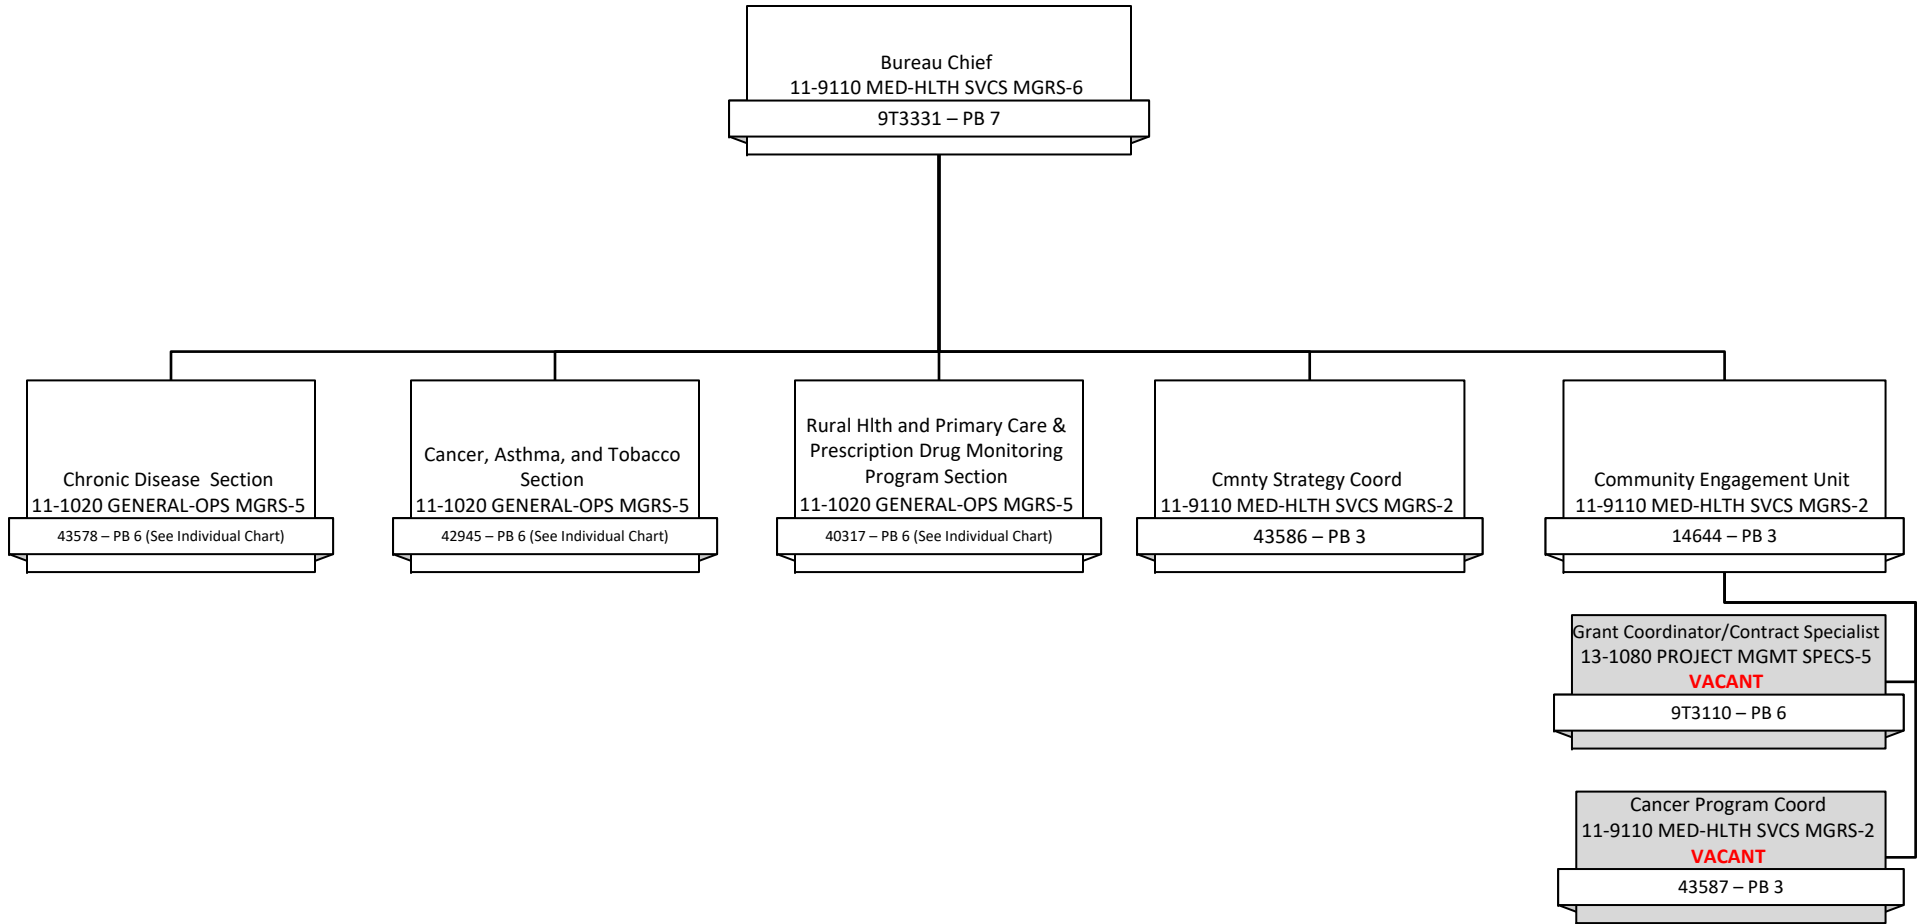 Bureau Chief
11-9110 MED-HLTH SVCS MGRS-6
9T3331 – PB 7
Chronic Disease  Section
11-1020 GENERAL-OPS MGRS-5
43578 – PB 6 (See Individual Chart)
Cancer, Asthma, and Tobacco
Section
11-1020 GENERAL-OPS MGRS-5
42945 – PB 6 (See Individual Chart)
Rural Hlth and Primary Care &
Prescription Drug Monitoring
Program Section
11-1020 GENERAL-OPS MGRS-5
40317 – PB 6 (See Individual Chart)
Cmnty Strategy Coord
11-9110 MED-HLTH SVCS MGRS-2
43586 – PB 3
Community Engagement Unit
11-9110 MED-HLTH SVCS MGRS-2
14644 – PB 3
Grant Coordinator/Contract Specialist
13-1080 PROJECT MGMT SPECS-5
VACANT
9T3110 – PB 6
Cancer Program Coord
11-9110 MED-HLTH SVCS MGRS-2
VACANT
43587 – PB 3